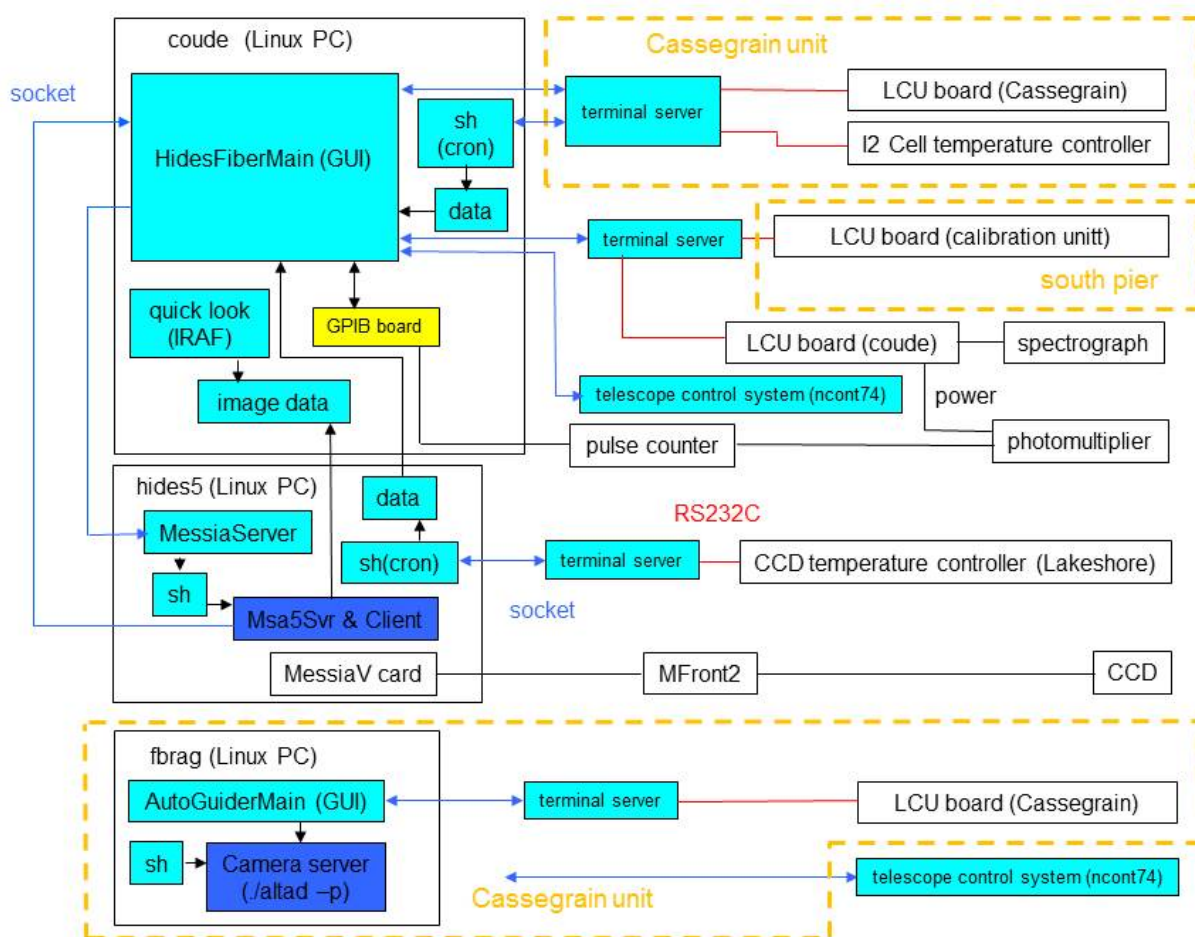 coude (Linux PC)
Cassegrain unit
socket
HidesFiberMain (GUI)
sh
(cron)
data
terminal server
LCU board (Cassegrain)
I2 Cell temperature controller
terminal server
LCU board (calibration unitt)
south pier
quick look
(IRAF)
GPIB board
image data
LCU board (coude)
spectrograph
telescope control system (ncont74)
power
pulse counter
photomultiplier
hides5 (Linux PC)
data
RS232C
MessiaServer
sh(cron)
terminal server
CCD temperature controller (Lakeshore)
sh
Msa5Svr & Client
socket
MessiaV card
MFront2
CCD
fbrag (Linux PC)
AutoGuiderMain (GUI)
terminal server
LCU board (Cassegrain)
sh
Camera server
(./altad –p)
Cassegrain unit
telescope control system (ncont74)